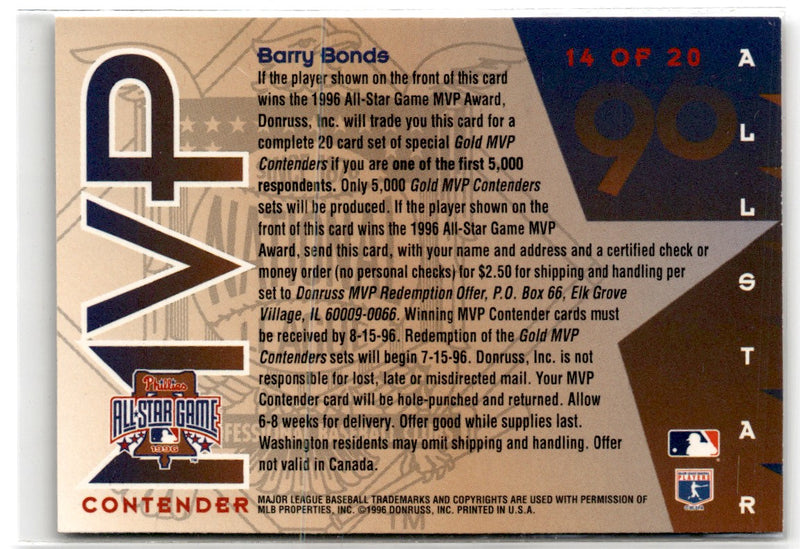 Barry Bonds
14 OF 20
If the player shown on the front of this card
wins the 1996 All-Star Game MVP Award,
Donruss, Inc. will trade you this card for a
complete 20 card set of special Gold MVP
Contenders if you are one of the first 5,000
respondents. Only 5,000 Gold MVP Contenders
sets will be produced. If the player shown on the
front of this card wins the 1996 All-Star Game MVP
Award, send this card, with your name and address and a certified check or
money order (no personal checks) for $2.50 for shipping and handling per
set to Donruss MVP Redemption Offer, P.O. Box 66, Elk Grove
Village, IL 60009-0066. Winning MVP Contender cards must
be received by 8-15-96. Redemption of the Gold MVP
Contenders sets will begin 7-15-96. Donruss, Inc. is not
responsible for lost, late or misdirected mail. Your MVP
Contender card will be hole-punched and returned. Allow
6-8 weeks for delivery. Offer good while supplies last.
Washington residents may omit shipping and handling. Offer
not valid in Canada.
MVP
CONTENDER
Phillies
ALL-STAR GAME
1996
96
ALL STAR
PLAYERS
TM
MAJOR LEAGUE BASEBALL TRADEMARKS AND COPYRIGHTS ARE USED WITH PERMISSION OF
MLB PROPERTIES, INC. ©1996 DONRUSS, INC. PRINTED IN U.S.A.